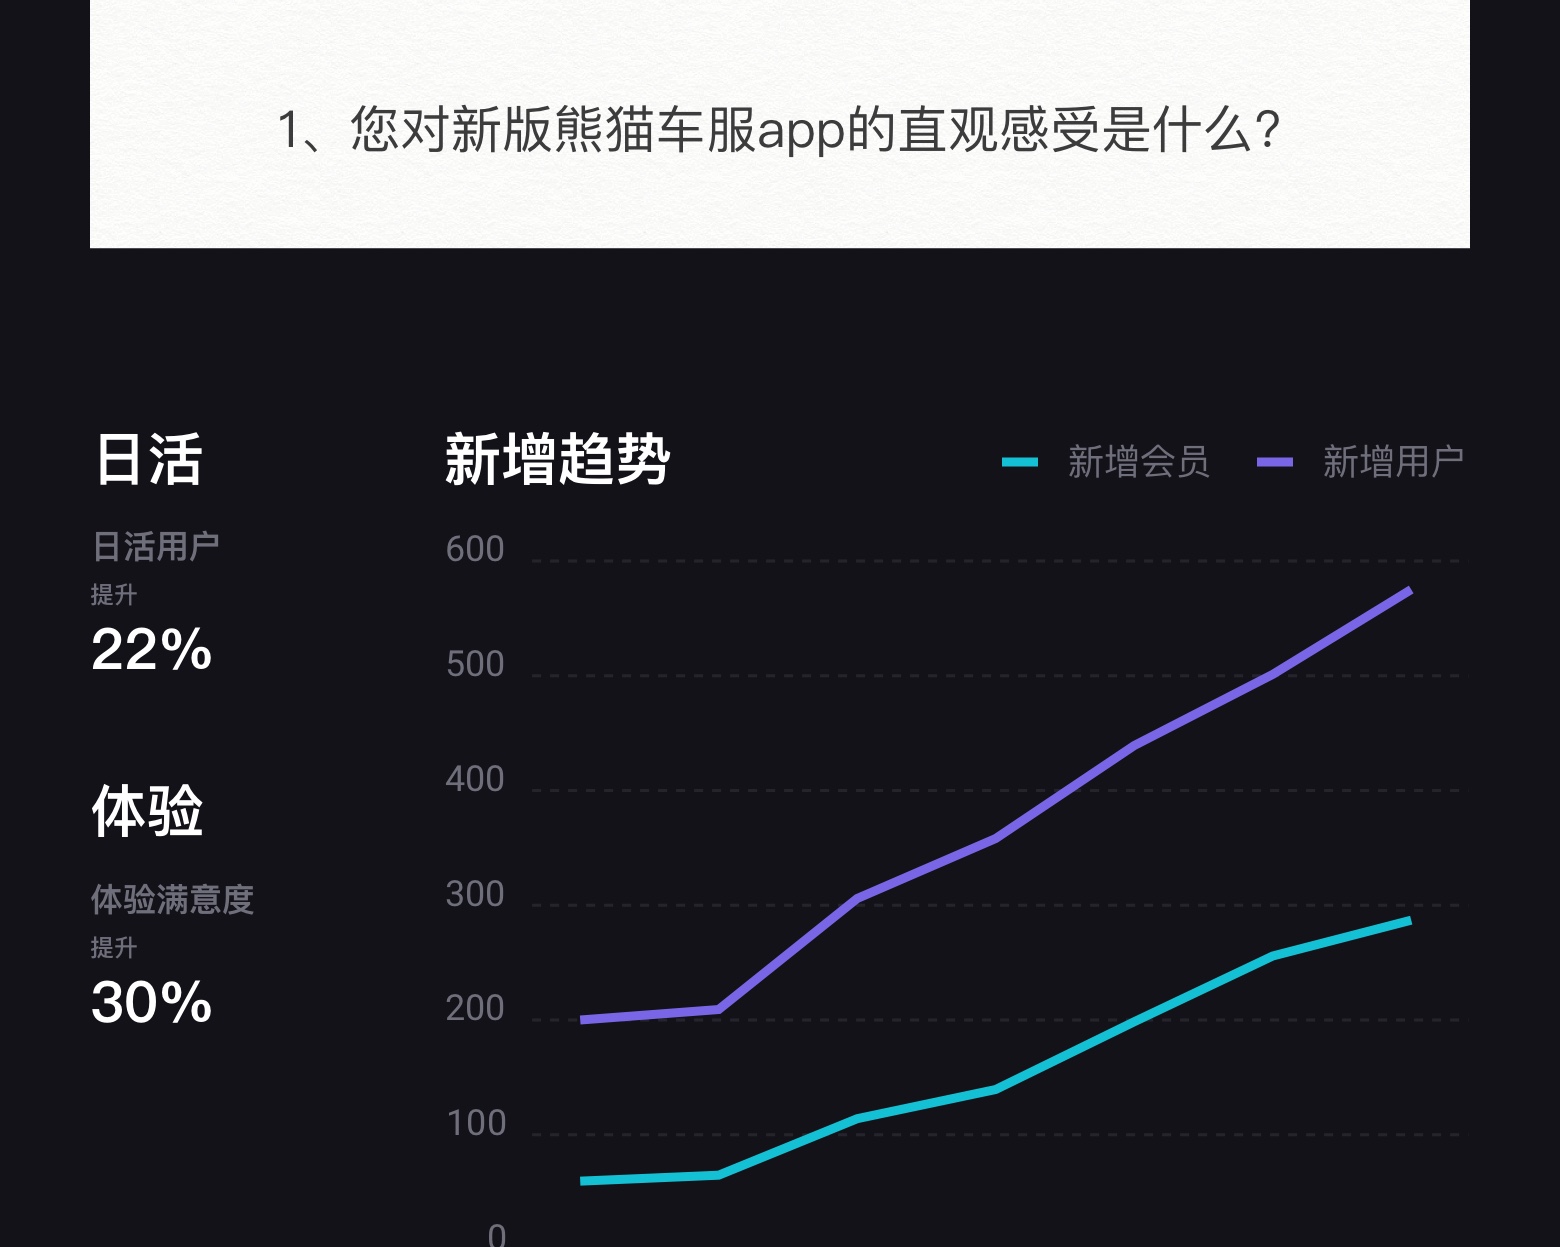 1、您对新版熊猫车服app的直观感受是什么?
日活
日活用户
提升
22%
体验
体验满意度
提升
30%
新增趋势
新增会员
新增用户
600
500
400
300
200
100
0